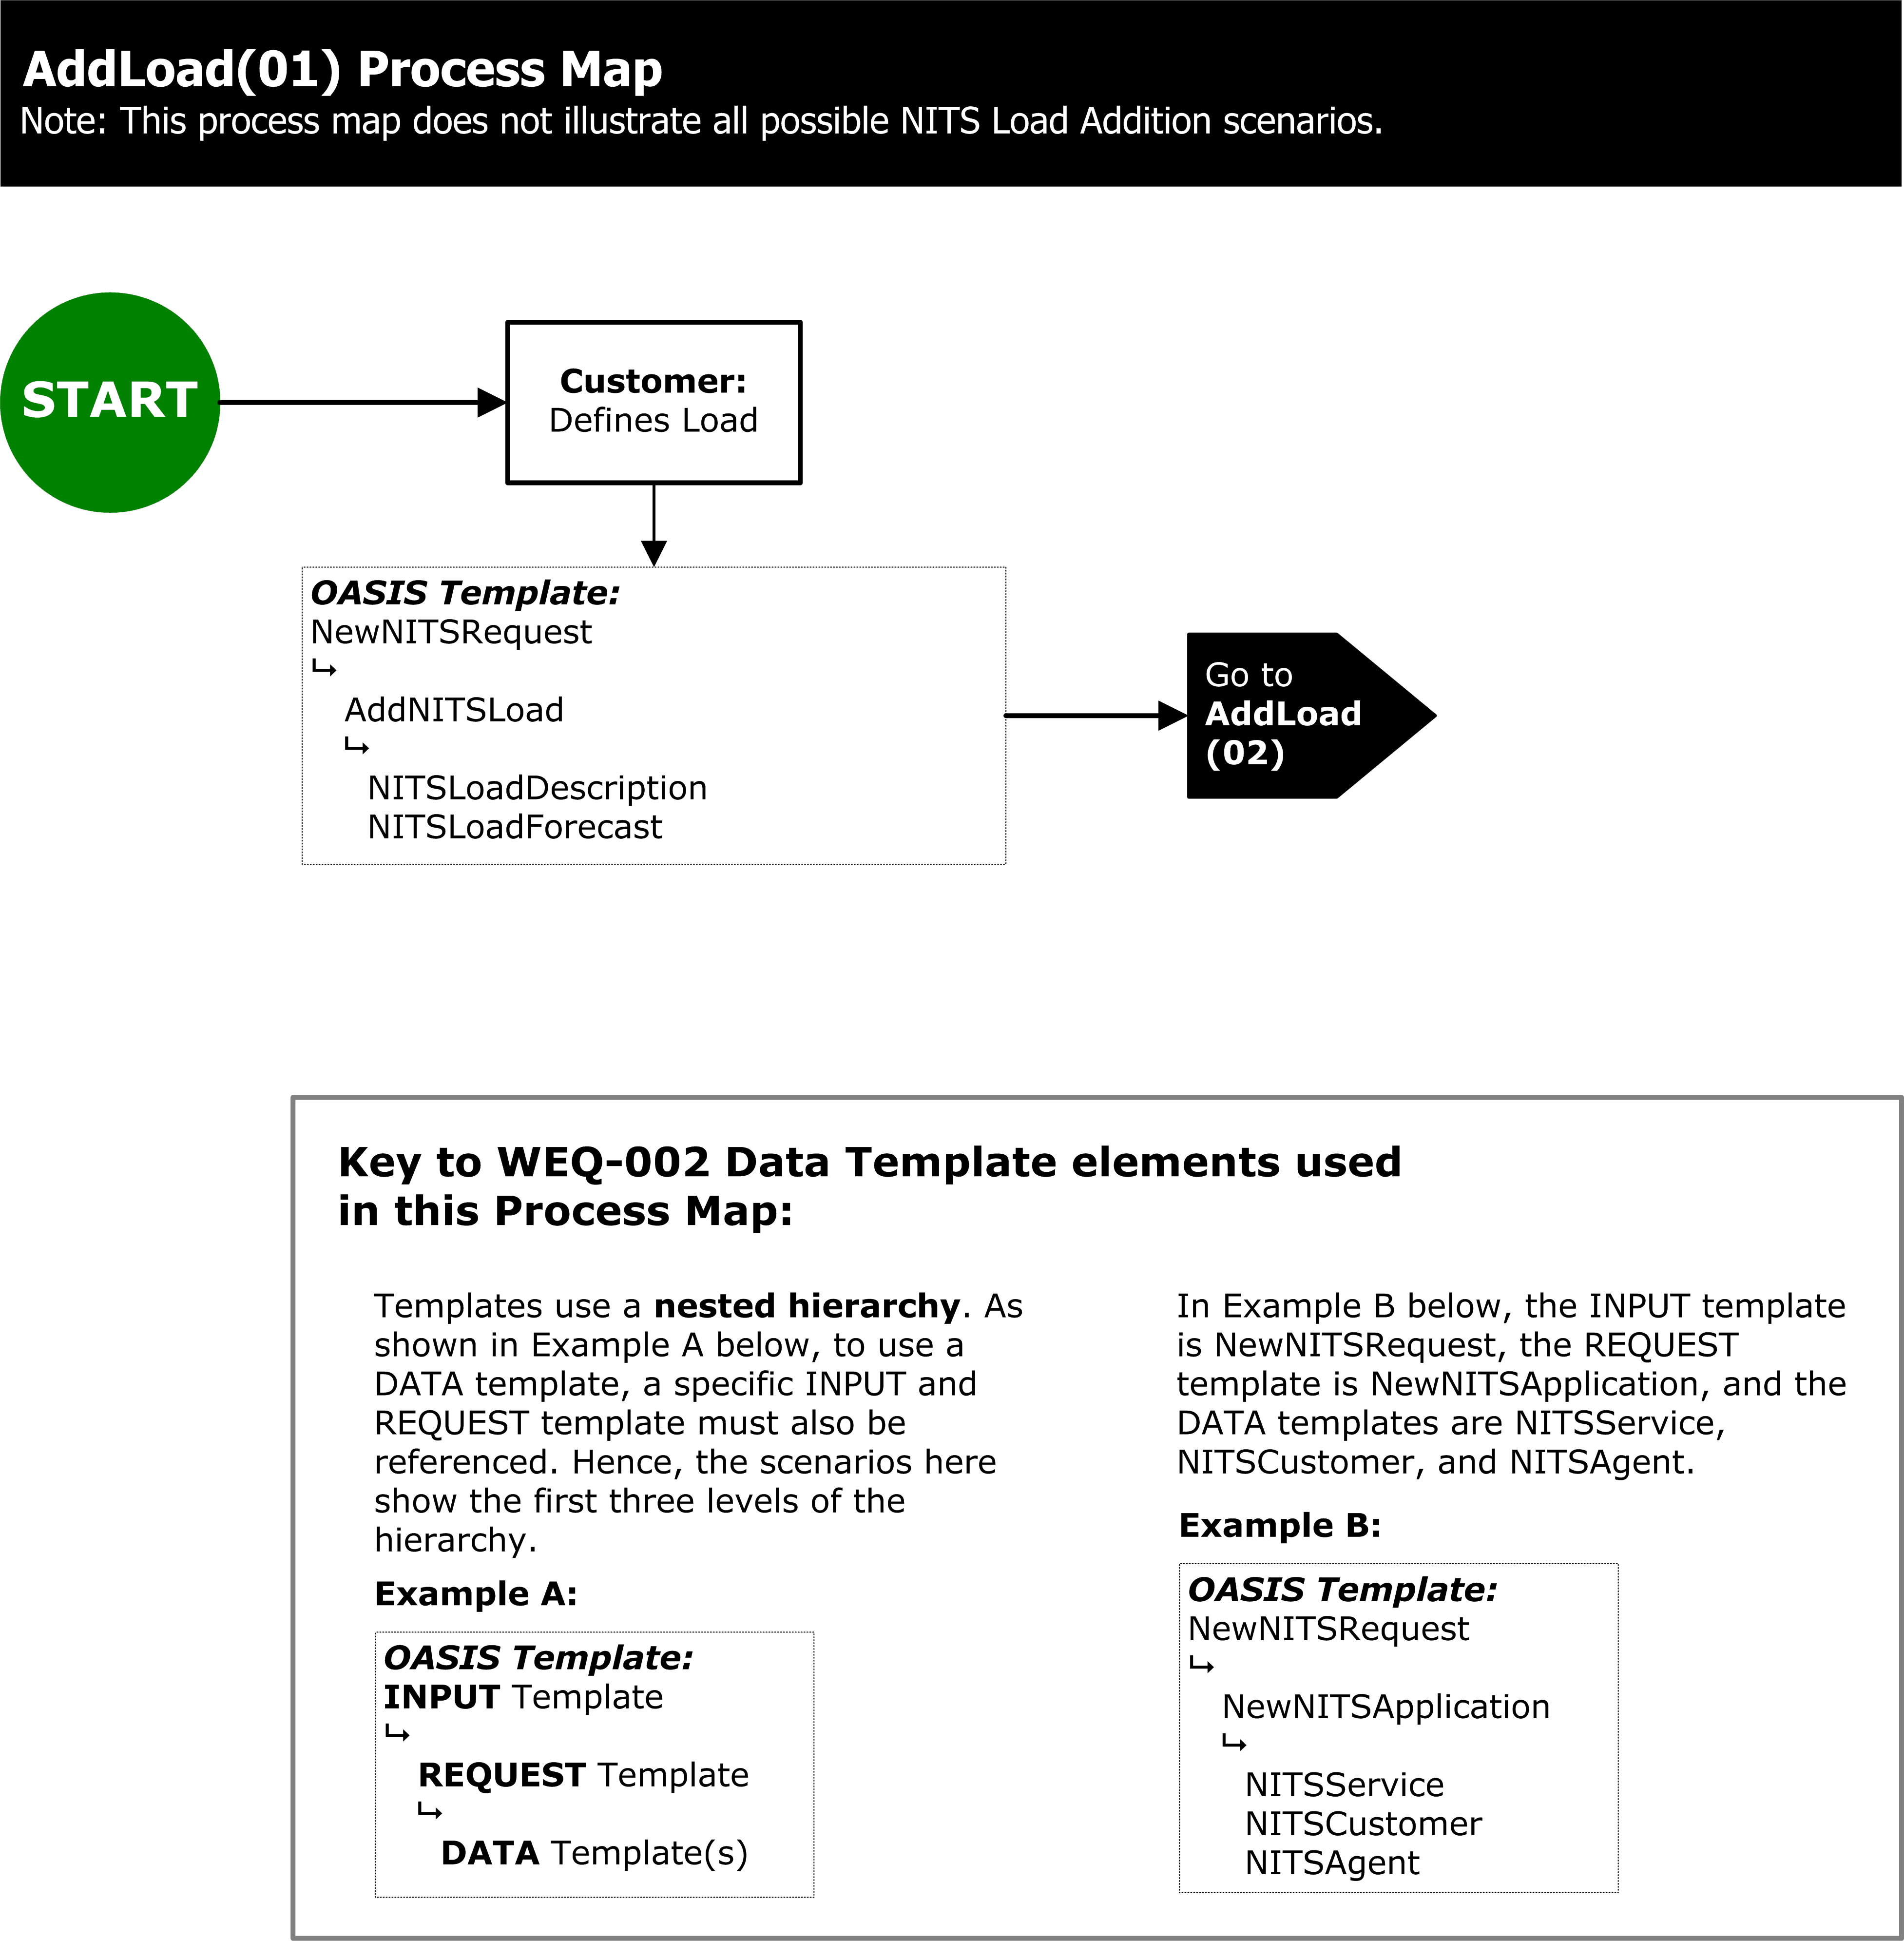 AddLoad(01) Process Map
Note: This process map does not illustrate all possible NITS Load Addition scenarios.
START
Customer:
Defines Load
OASIS Template:
NewNITSRequest
↳
AddNITSLoad
↳
NITSLoadDescription
NITSLoadForecast
Go to
AddLoad
(02)
Key to WEQ-002 Data Template elements used
in this Process Map:
Templates use a nested hierarchy. As
shown in Example A below, to use a
DATA template, a specific INPUT and
REQUEST template must also be
referenced. Hence, the scenarios here
show the first three levels of the
hierarchy.
Example A:
OASIS Template:
INPUT Template
↳
REQUEST Template
↳
DATA Template(s)
In Example B below, the INPUT template
is NewNITSRequest, the REQUEST
template is NewNITSApplication, and the
DATA templates are NITSService,
NITSCustomer, and NITSAgent.
Example B:
OASIS Template:
NewNITSRequest
↳
NewNITSApplication
↳
NITSService
NITSCustomer
NITSAgent